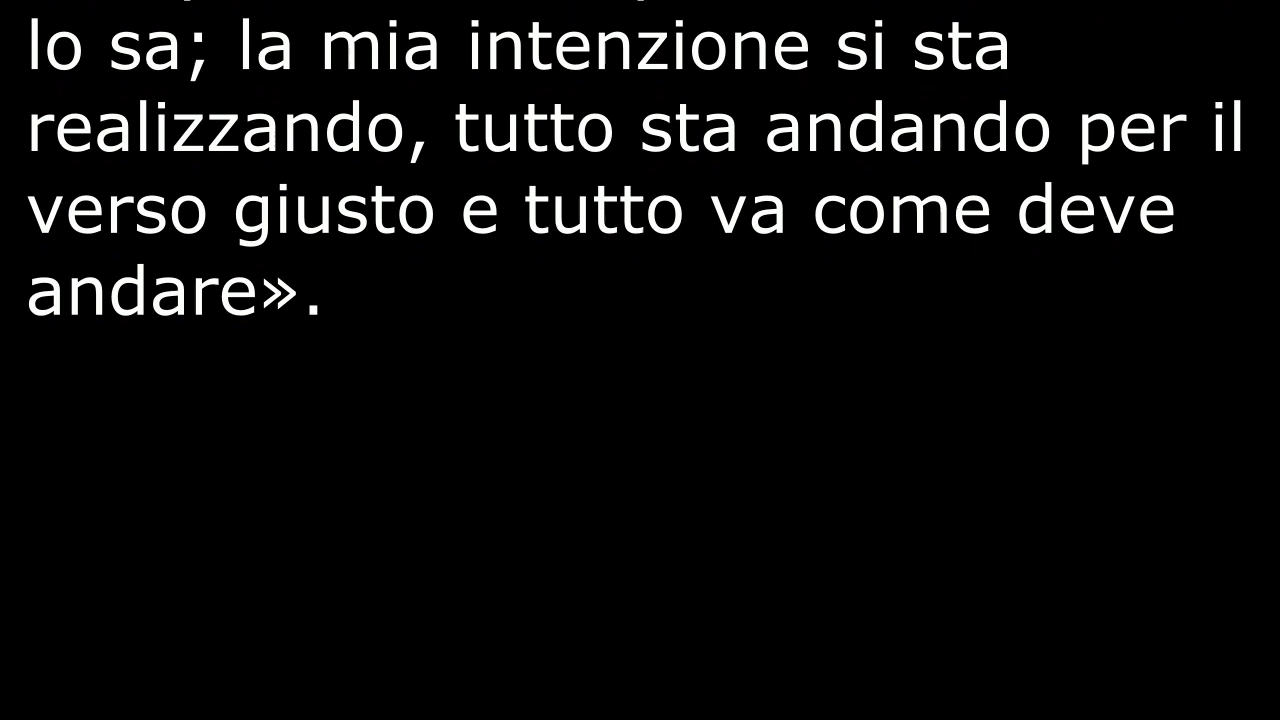 lo sa; la mia intenzione si sta
realizzando, tutto sta andando per il
verso giusto e tutto va come deve
andare».